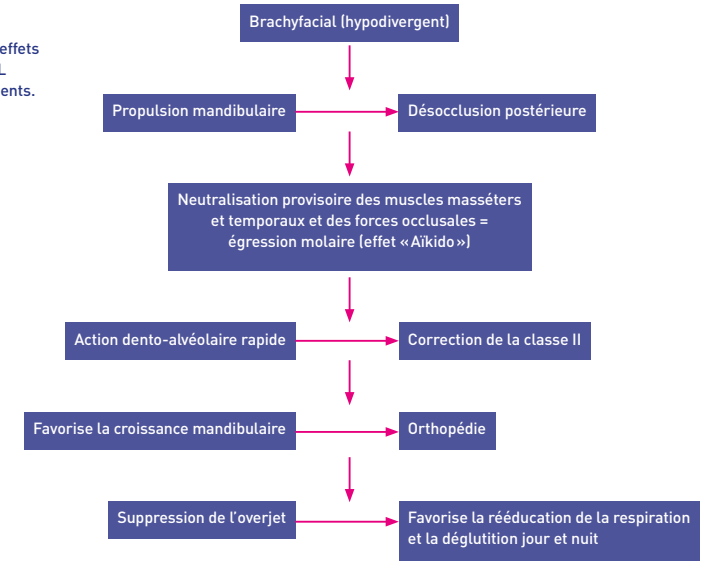 Brachyfacial (hypodivergent)
effets
L
ents.
Propulsion mandibulaire
Désocclusion postérieure
Neutralisation provisoire des muscles masséters
et temporaux et des forces occlusales =
égression molaire (effet «Aïkido»)
Action dento-alvéolaire rapide
Correction de la classe II
Favorise la croissance mandibulaire
Orthopédie
Suppression de l'overjet
Favorise la rééducation de la respiration
et la déglutition jour et nuit